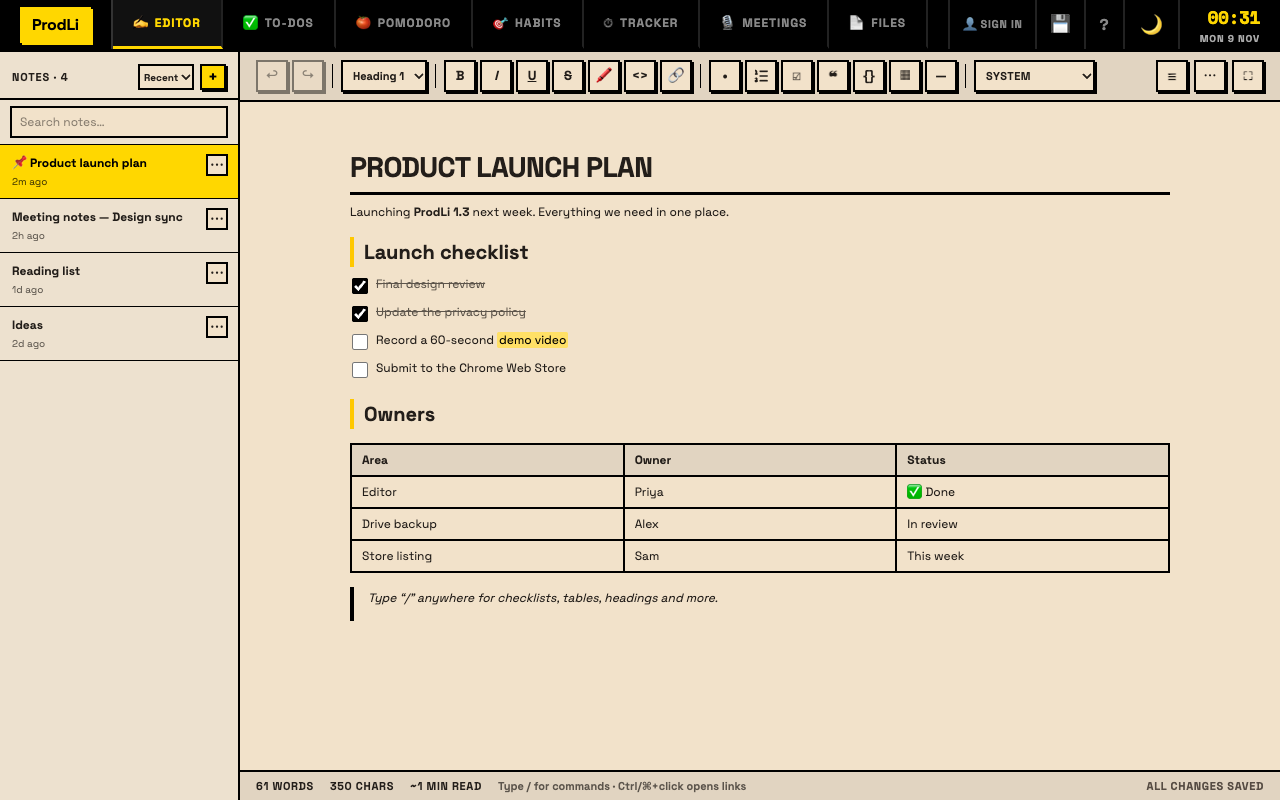 ProdLi
EDITOR
TO-DOS
POMODORO
HABITS
TRACKER
MEETINGS
FILES
SIGN IN
?
00:31
MON 9 NOV
NOTES · 4
Recent
+
Search notes...
Product launch plan
2m ago
Meeting notes — Design sync
2h ago
Reading list
1d ago
Ideas
2d ago
Heading 1
B
I
U
S
<>
❝
{}
—
SYSTEM
PRODUCT LAUNCH PLAN
Launching ProdLi 1.3 next week. Everything we need in one place.
Launch checklist
Final design review
Update the privacy policy
Record a 60-second demo video
Submit to the Chrome Web Store
Owners
Area Owner Status
Editor Priya ✅ Done
Drive backup Alex In review
Store listing Sam This week
Type “/” anywhere for checklists, tables, headings and more.
61 WORDS 350 CHARS ~1 MIN READ Type / for commands · Ctrl/⌘+click opens links ALL CHANGES SAVED